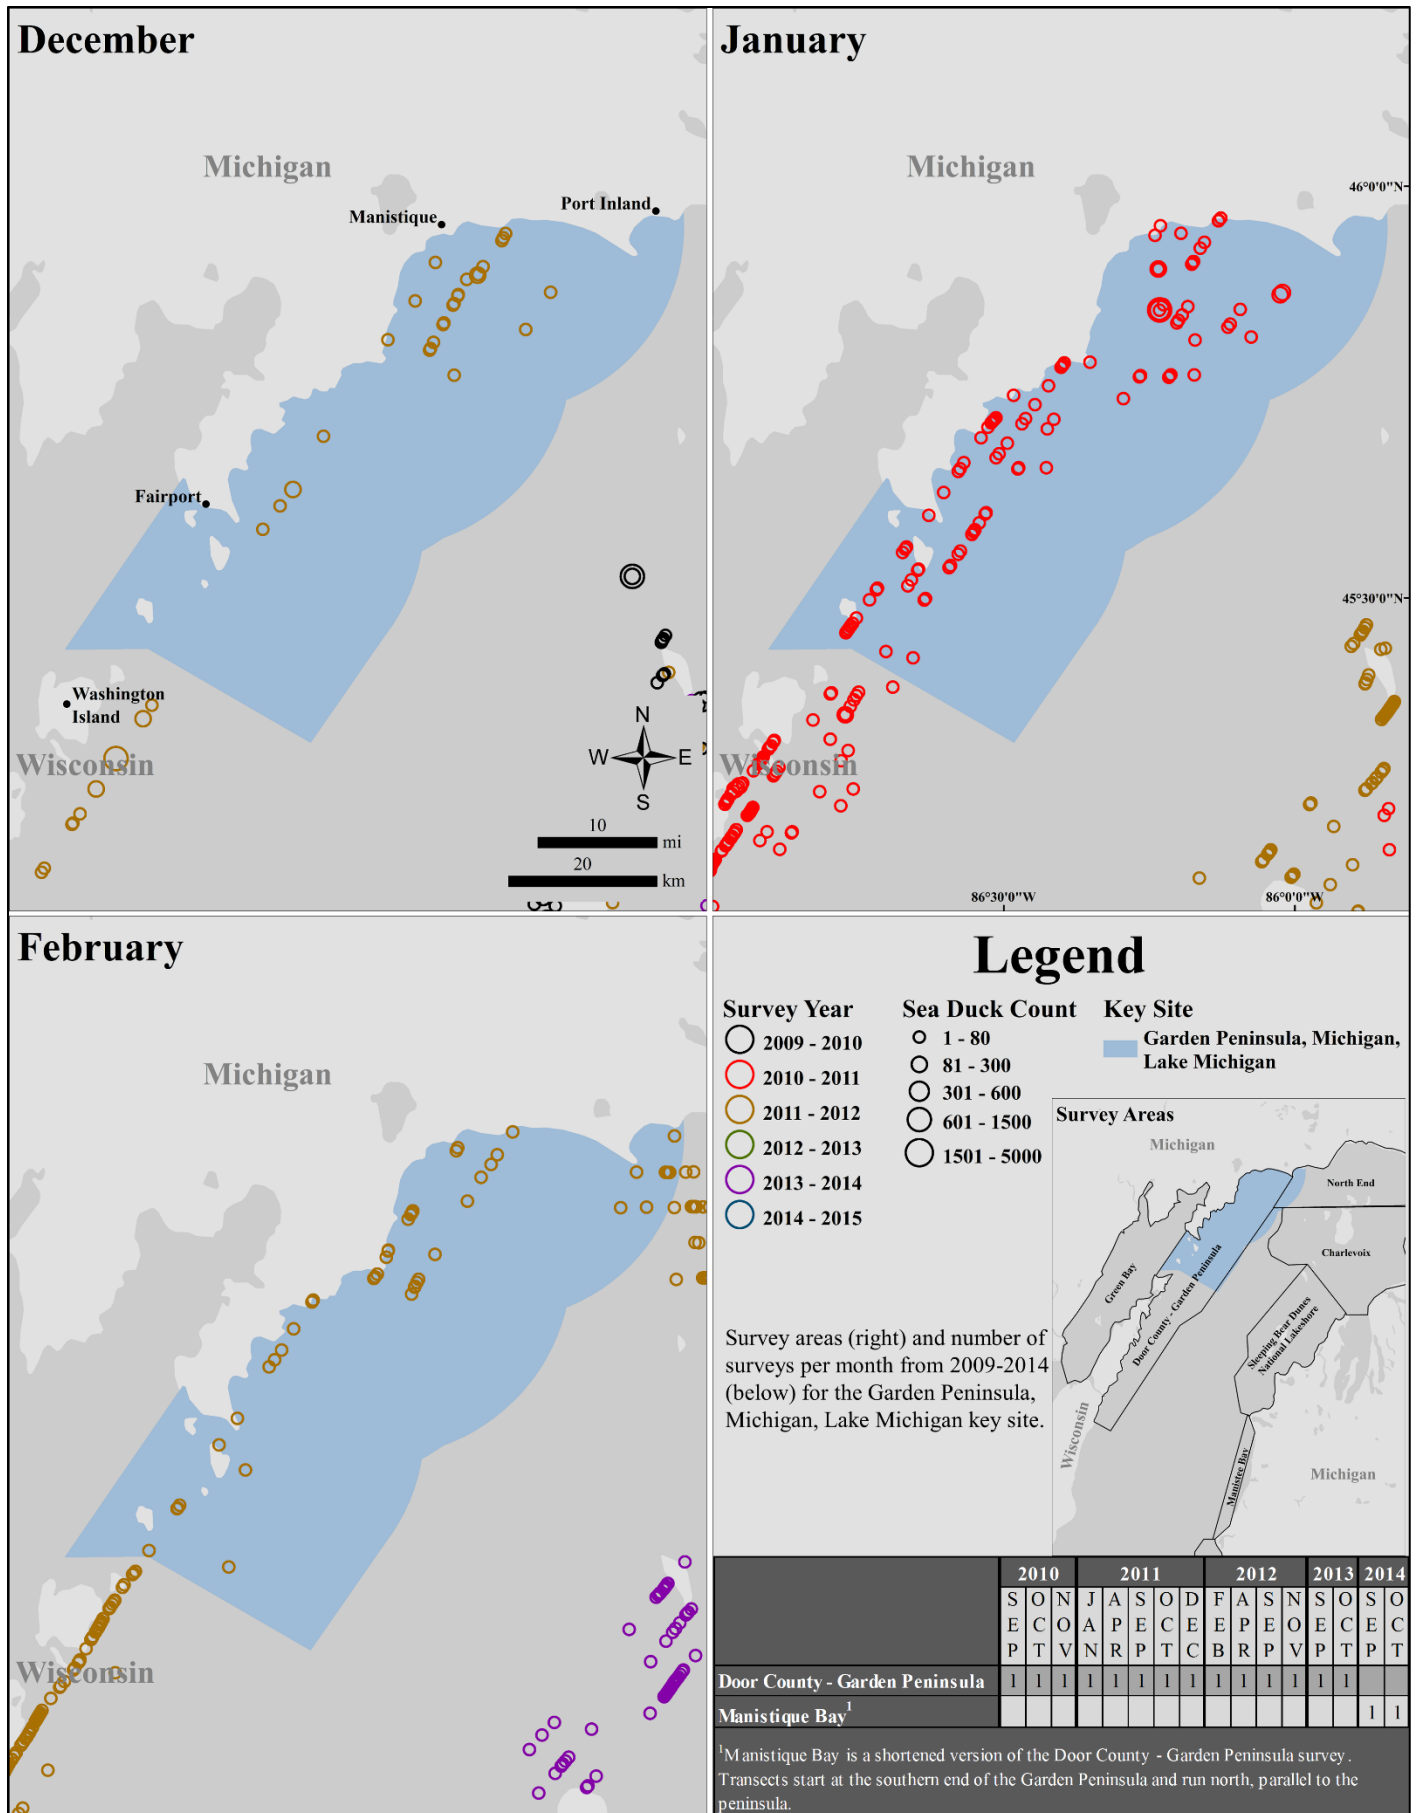 December
Michigan
Manistique
Port Inland
Fairport
Washington
Island
Wisconsin
N
W
E
S
10
mi
20
km
January
Michigan
46°0'0"N
45°30'0"N
Wisconsin
86°30'0"W
86°0'0"W
February
Michigan
Wisconsin
Legend
Survey Year
2009 - 2010
2010 - 2011
2011 - 2012
2012 - 2013
2013 - 2014
2014 - 2015
Sea Duck Count
1 - 80
81 - 300
301 - 600
601 - 1500
1501 - 5000
Key Site
Garden Peninsula, Michigan,
Lake Michigan
Survey Areas
Michigan
North End
Charlevoix
Green Bay
Door County - Garden Peninsula
Sleeping Bear Dunes
National Lakeshore
Manistee Bay
Wisconsin
Michigan
Survey areas (right) and number of
surveys per month from 2009-2014
(below) for the Garden Peninsula,
Michigan, Lake Michigan key site.
2010 2011 2012 2013 2014
SEP OCT NOV JAN APR SEP OCT DEC FEB APR SEP NOV SEP OCT SEP OCT
Door County - Garden Peninsula 1 1 1 1 1 1 1 1 1 1 1 1 1 1
Manistique Bay1 1 1
1Manistique Bay is a shortened version of the Door County - Garden Peninsula survey.
Transects start at the southern end of the Garden Peninsula and run north, parallel to the
peninsula.